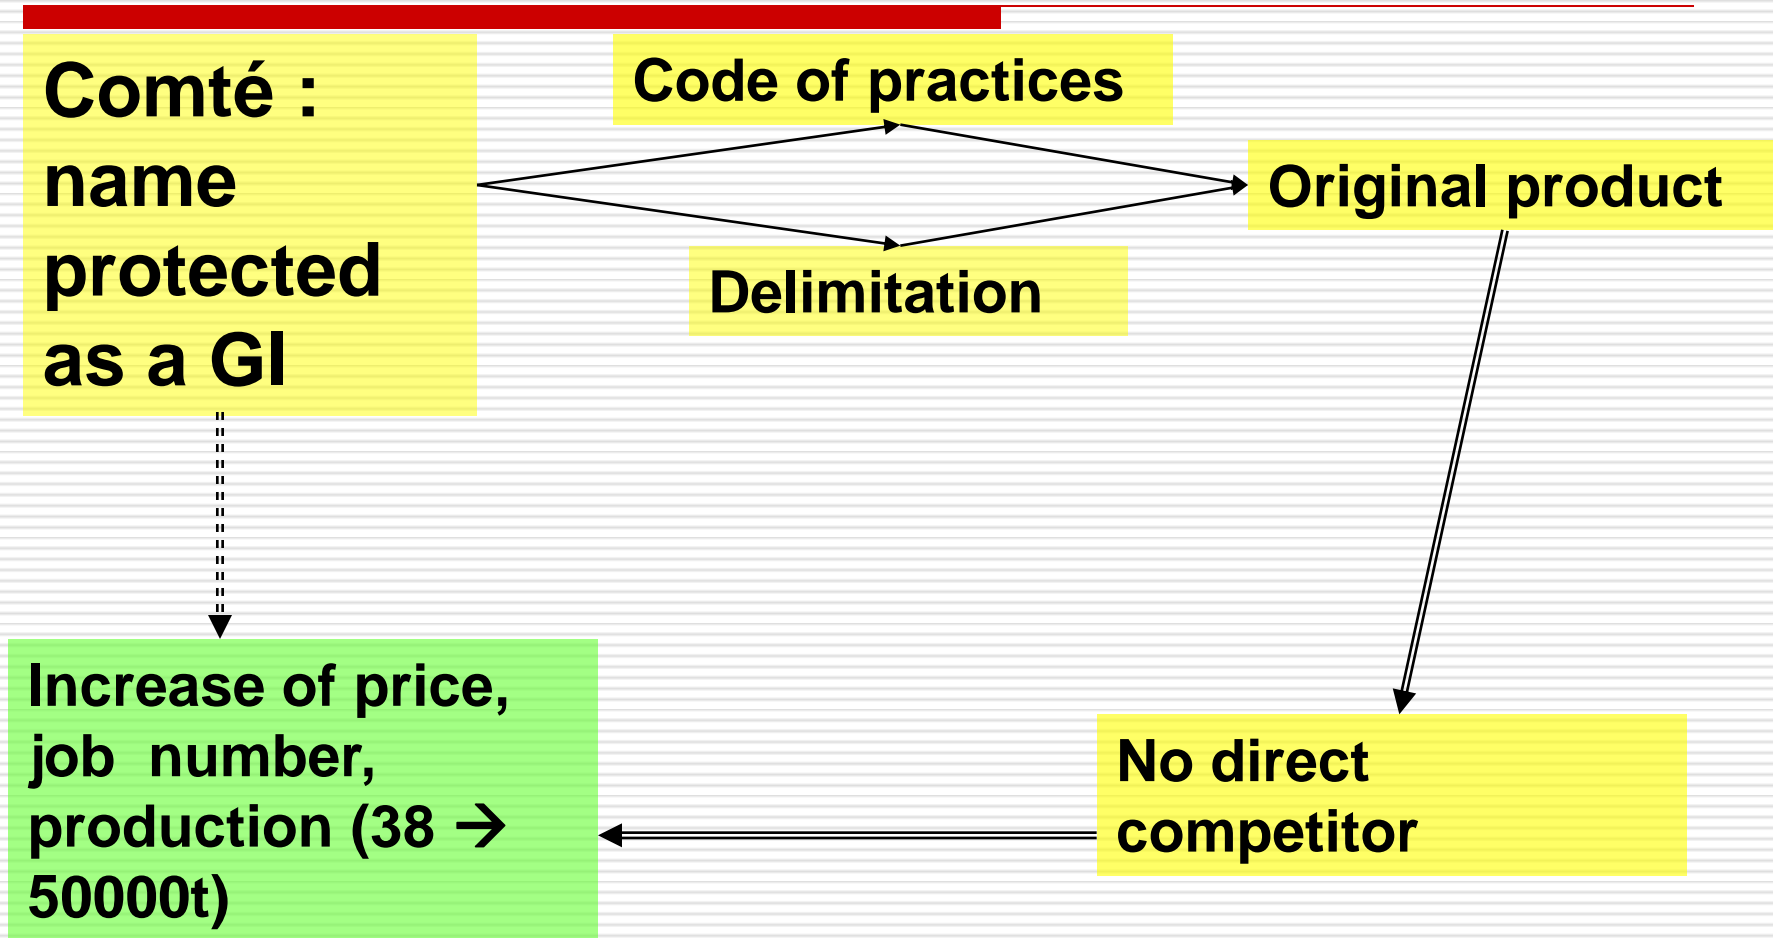 Comté :
name
protected
as a GI
Code of practices
Delimitation
Original product
No direct
competitor
Increase of price,
job  number,
production (38 →
50000t)